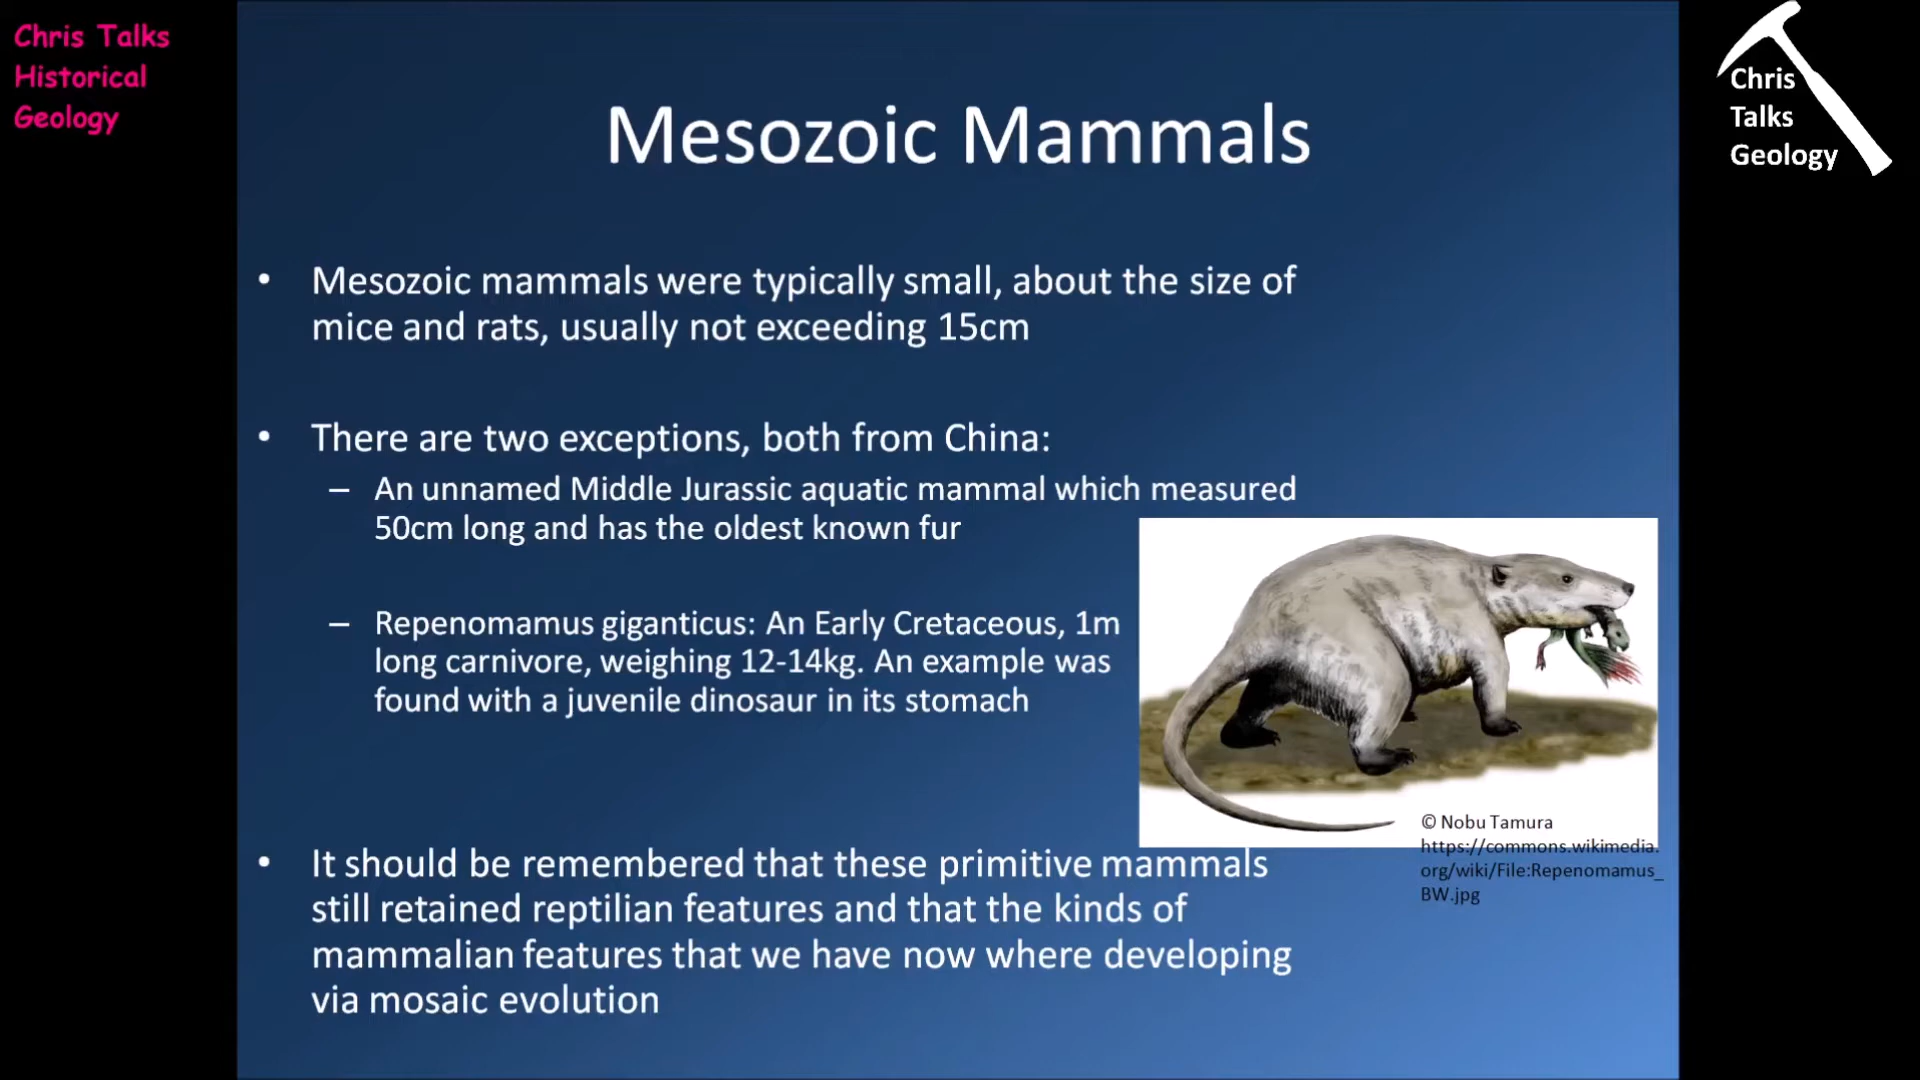 Chris Talks
Historical
Geology
Chris
Talks
Geology
Mesozoic Mammals
• Mesozoic mammals were typically small, about the size of
mice and rats, usually not exceeding 15cm
• There are two exceptions, both from China:
– An unnamed Middle Jurassic aquatic mammal which measured
50cm long and has the oldest known fur
– Repenomamus giganticus: An Early Cretaceous, 1m
long carnivore, weighing 12-14kg. An example was
found with a juvenile dinosaur in its stomach
© Nobu Tamura
https://commons.wikimedia.
org/wiki/File:Repenomamus_
BW.jpg
• It should be remembered that these primitive mammals
still retained reptilian features and that the kinds of
mammalian features that we have now where developing
via mosaic evolution